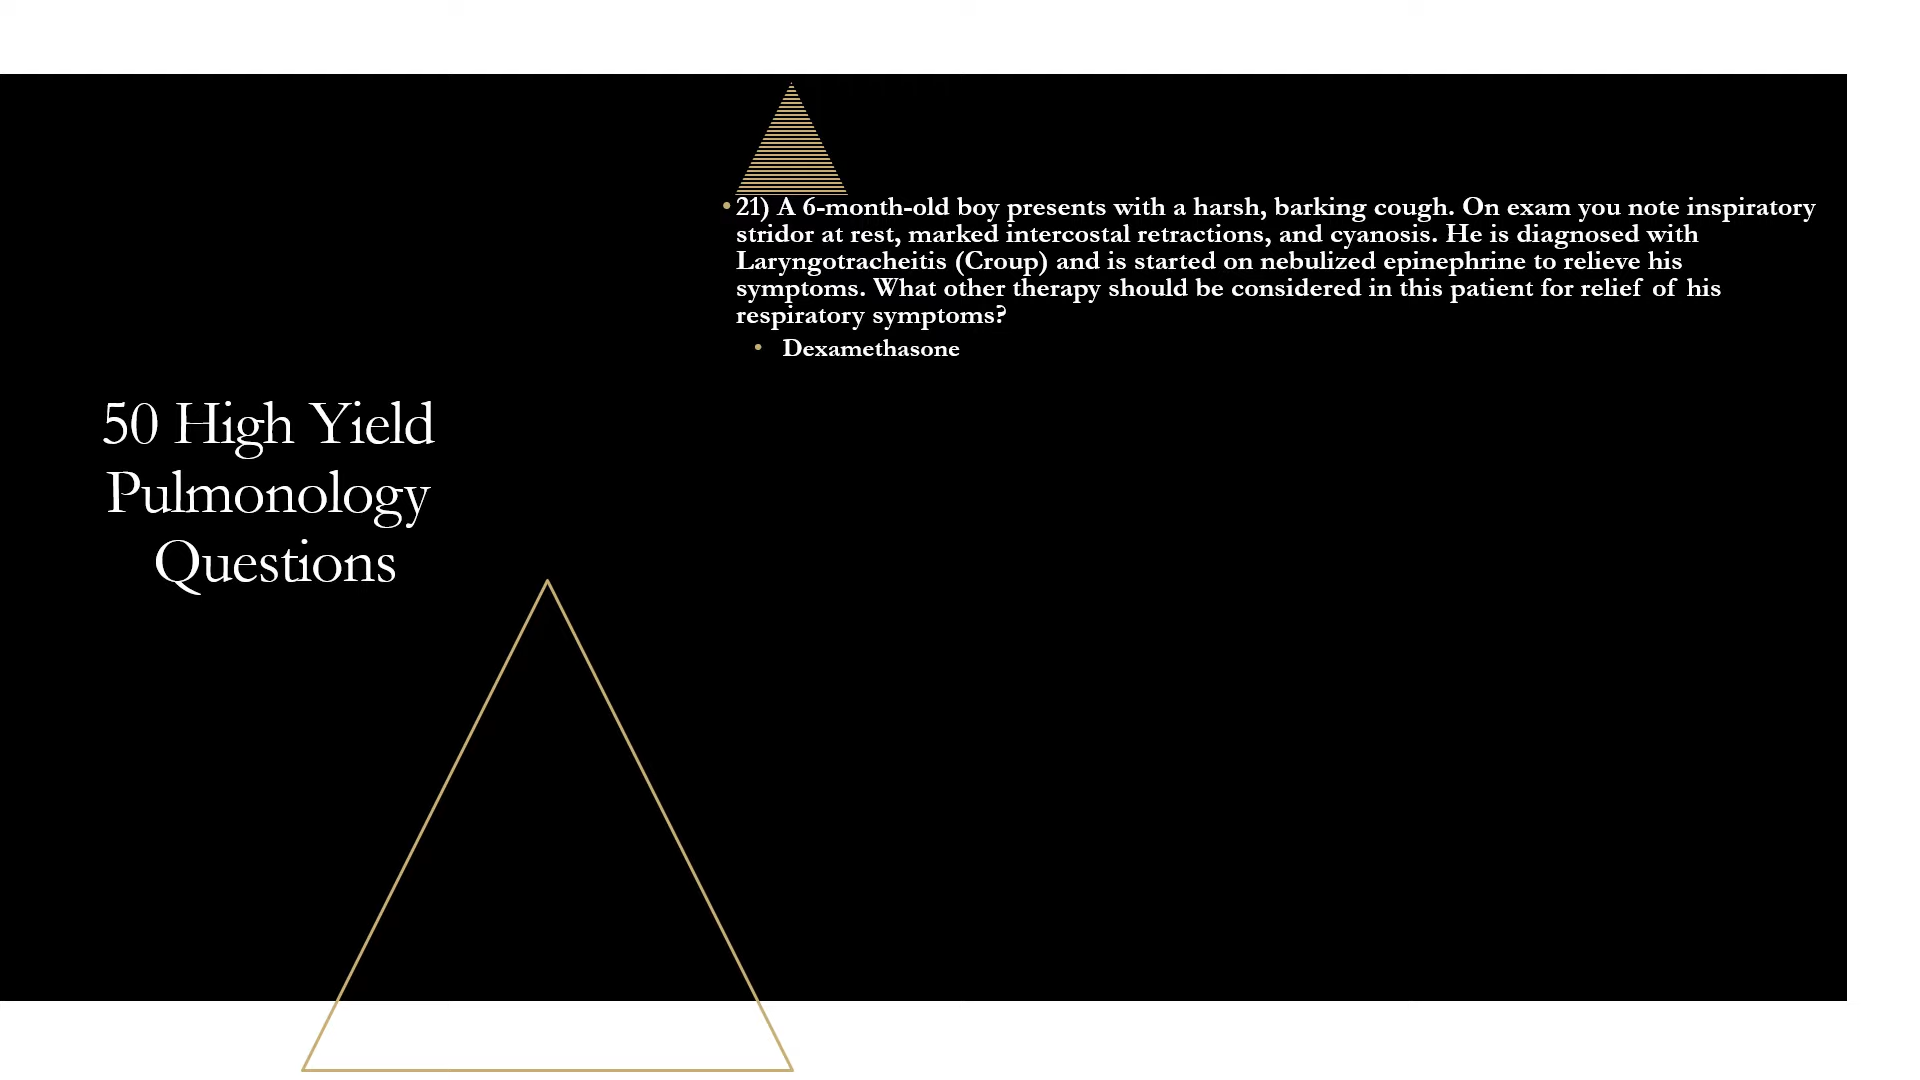 50 High Yield
Pulmonology
Questions
• 21) A 6-month-old boy presents with a harsh, barking cough. On exam you note inspiratory
stridor at rest, marked intercostal retractions, and cyanosis. He is diagnosed with
Laryngotracheitis (Croup) and is started on nebulized epinephrine to relieve his
symptoms. What other therapy should be considered in this patient for relief of his
respiratory symptoms?
• Dexamethasone